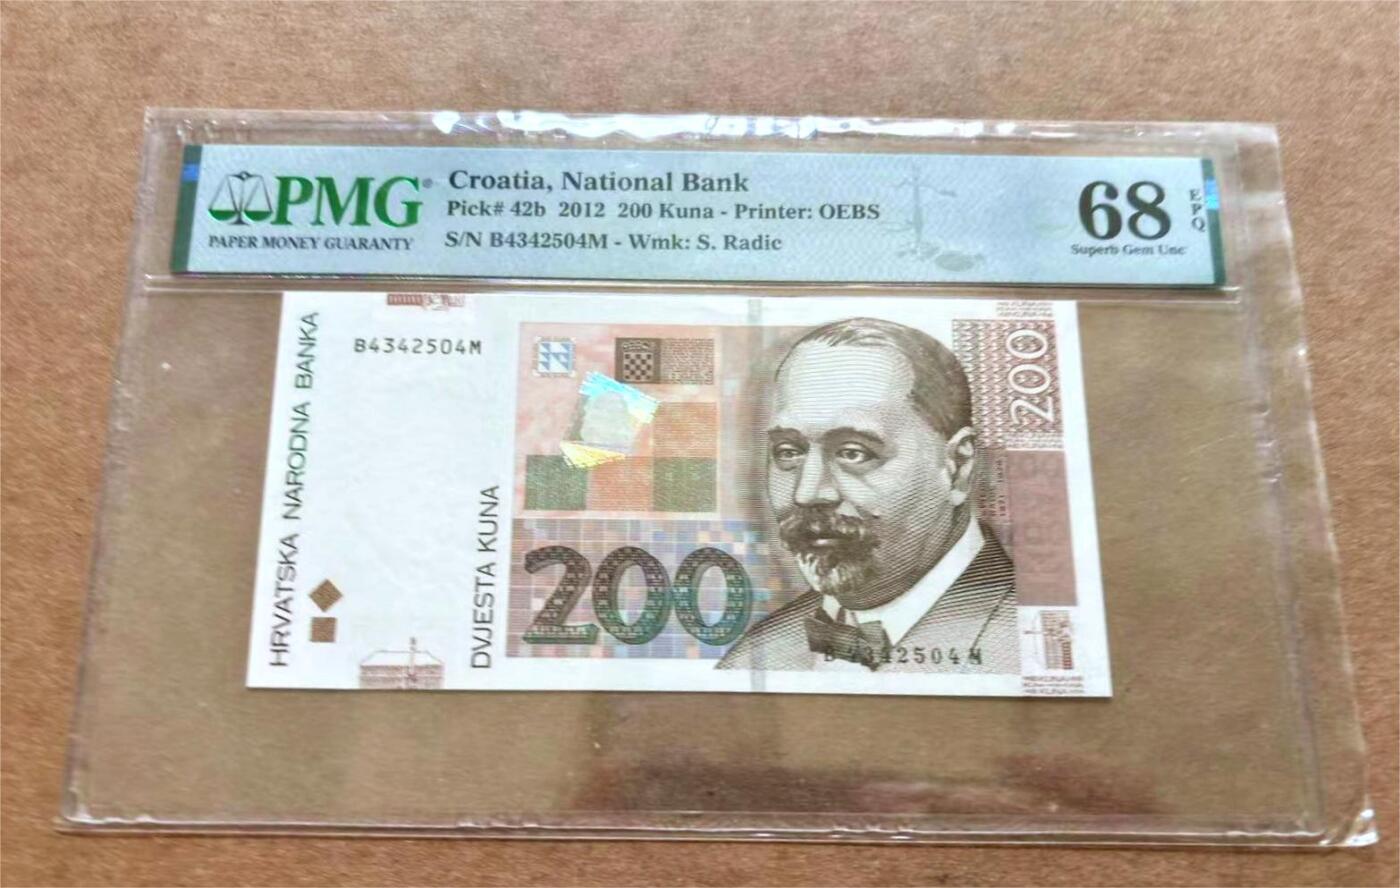 PMG®
PAPER MONEY GUARANTY
Croatia, National Bank
Pick# 42b 2012 200 Kuna - Printer: OEBS
S/N B4342504M - Wmk: S. Radic
68
EPQ
Superb Gem Unc
HRVATSKA NARODNA BANKA
B4342504M
DVJESTA KUNA
200
200
B4342504M